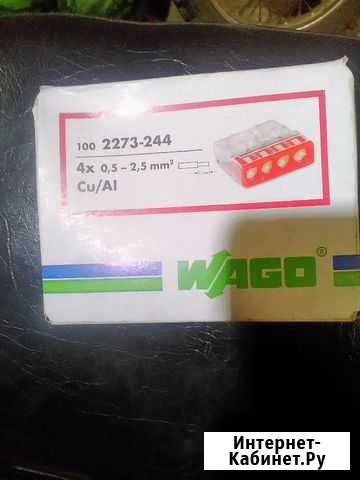 100 2273-244
4x 0,5 – 2,5 mm²
Cu/Al
WAGO®
Интернет-
Кабинет.Ру